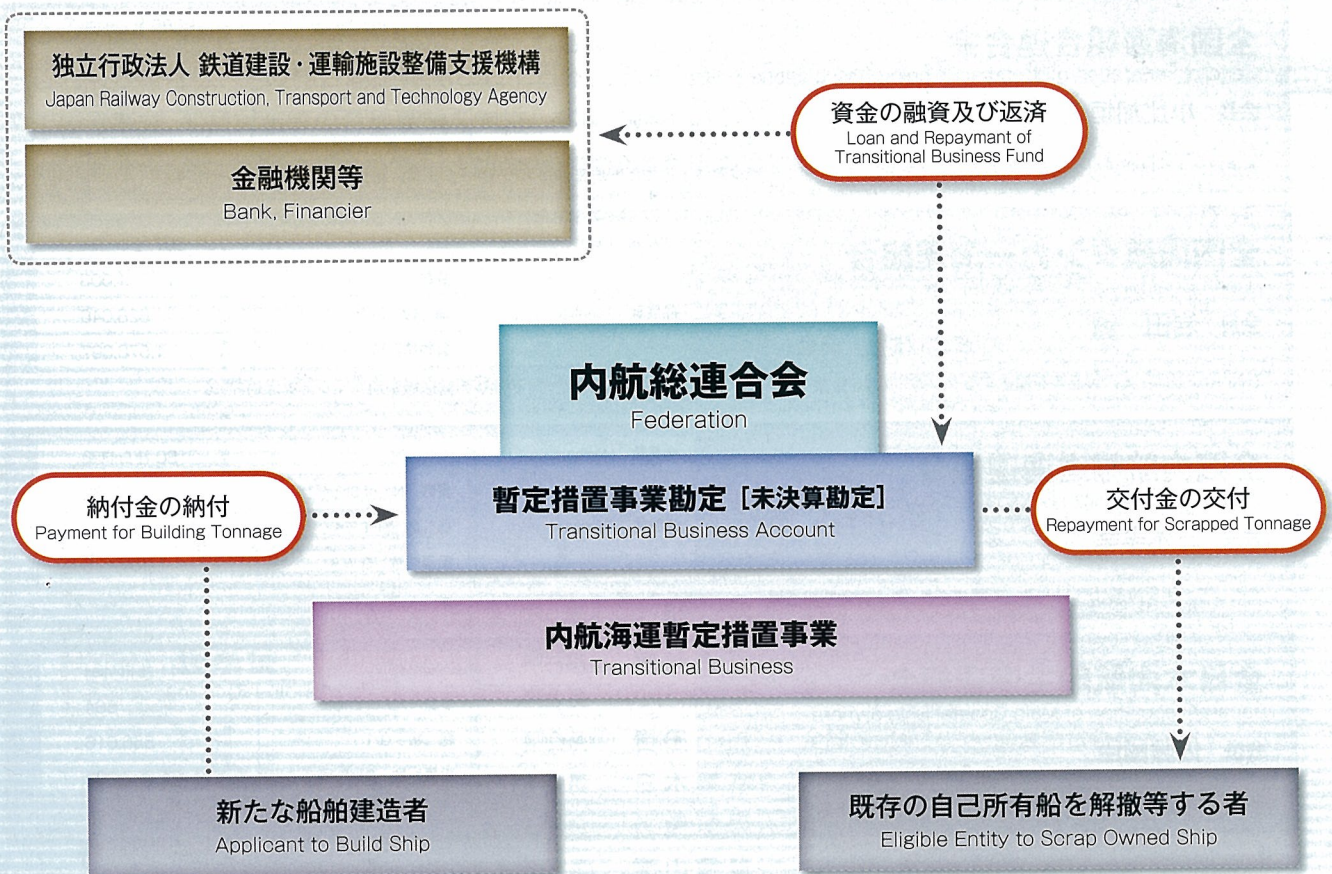 独立行政法人 鉄道建設・運輸施設整備支援機構
Japan Railway Construction, Transport and Technology Agency
金融機関等
Bank, Financier
資金の融資及び返済
Loan and Repayment of
Transitional Business Fund
内航総連合会
Federation
納付金の納付
Payment for Building Tonnage
暫定措置事業勘定［未決算勘定］
Transitional Business Account
交付金の交付
Repayment for Scrapped Tonnage
内航海運暫定措置事業
Transitional Business
新たな船舶建造者
Applicant to Build Ship
既存の自己所有船を解撤等する者
Eligible Entity to Scrap Owned Ship